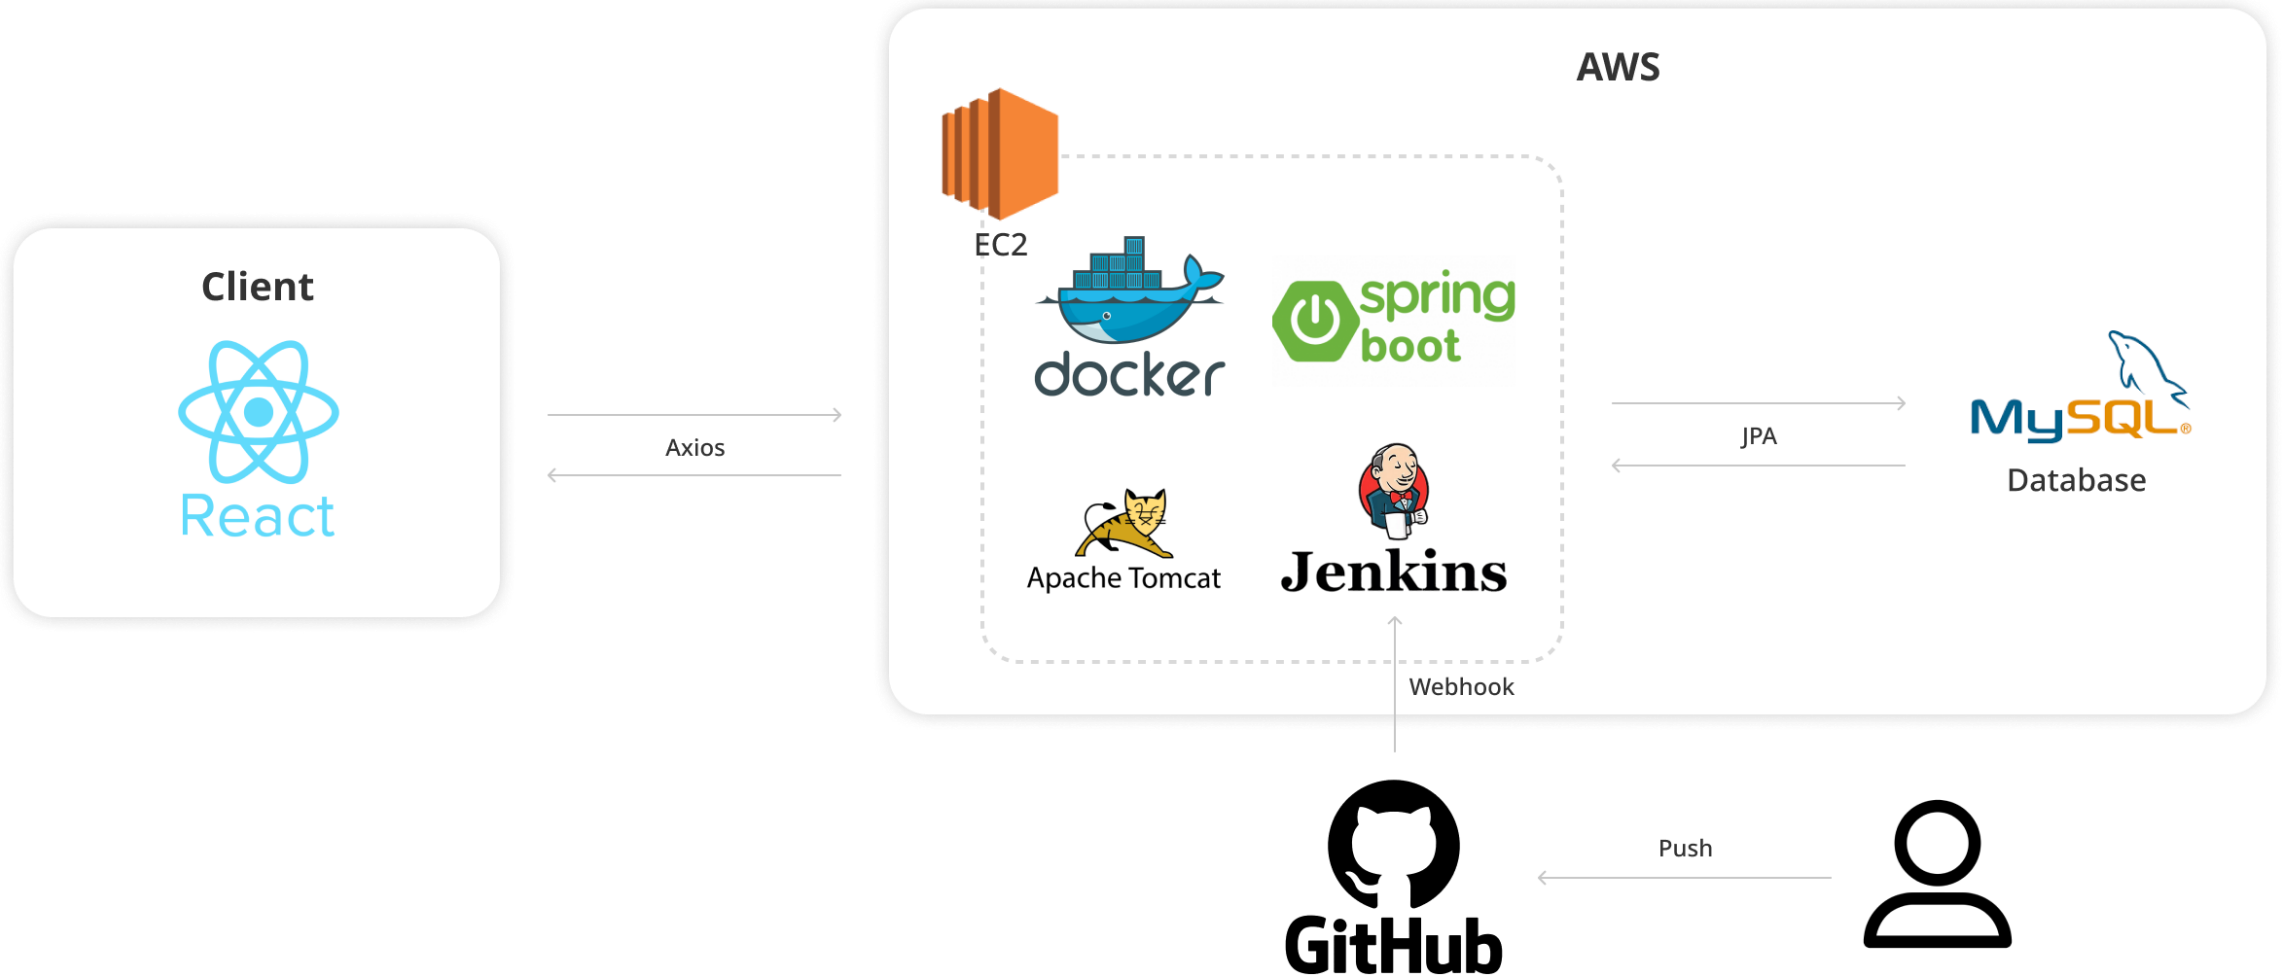 AWS
EC2
Client
docker
spring
boot
React
Axios
JPA
MySQL®
Database
Apache Tomcat
Jenkins
Webhook
GitHub
Push